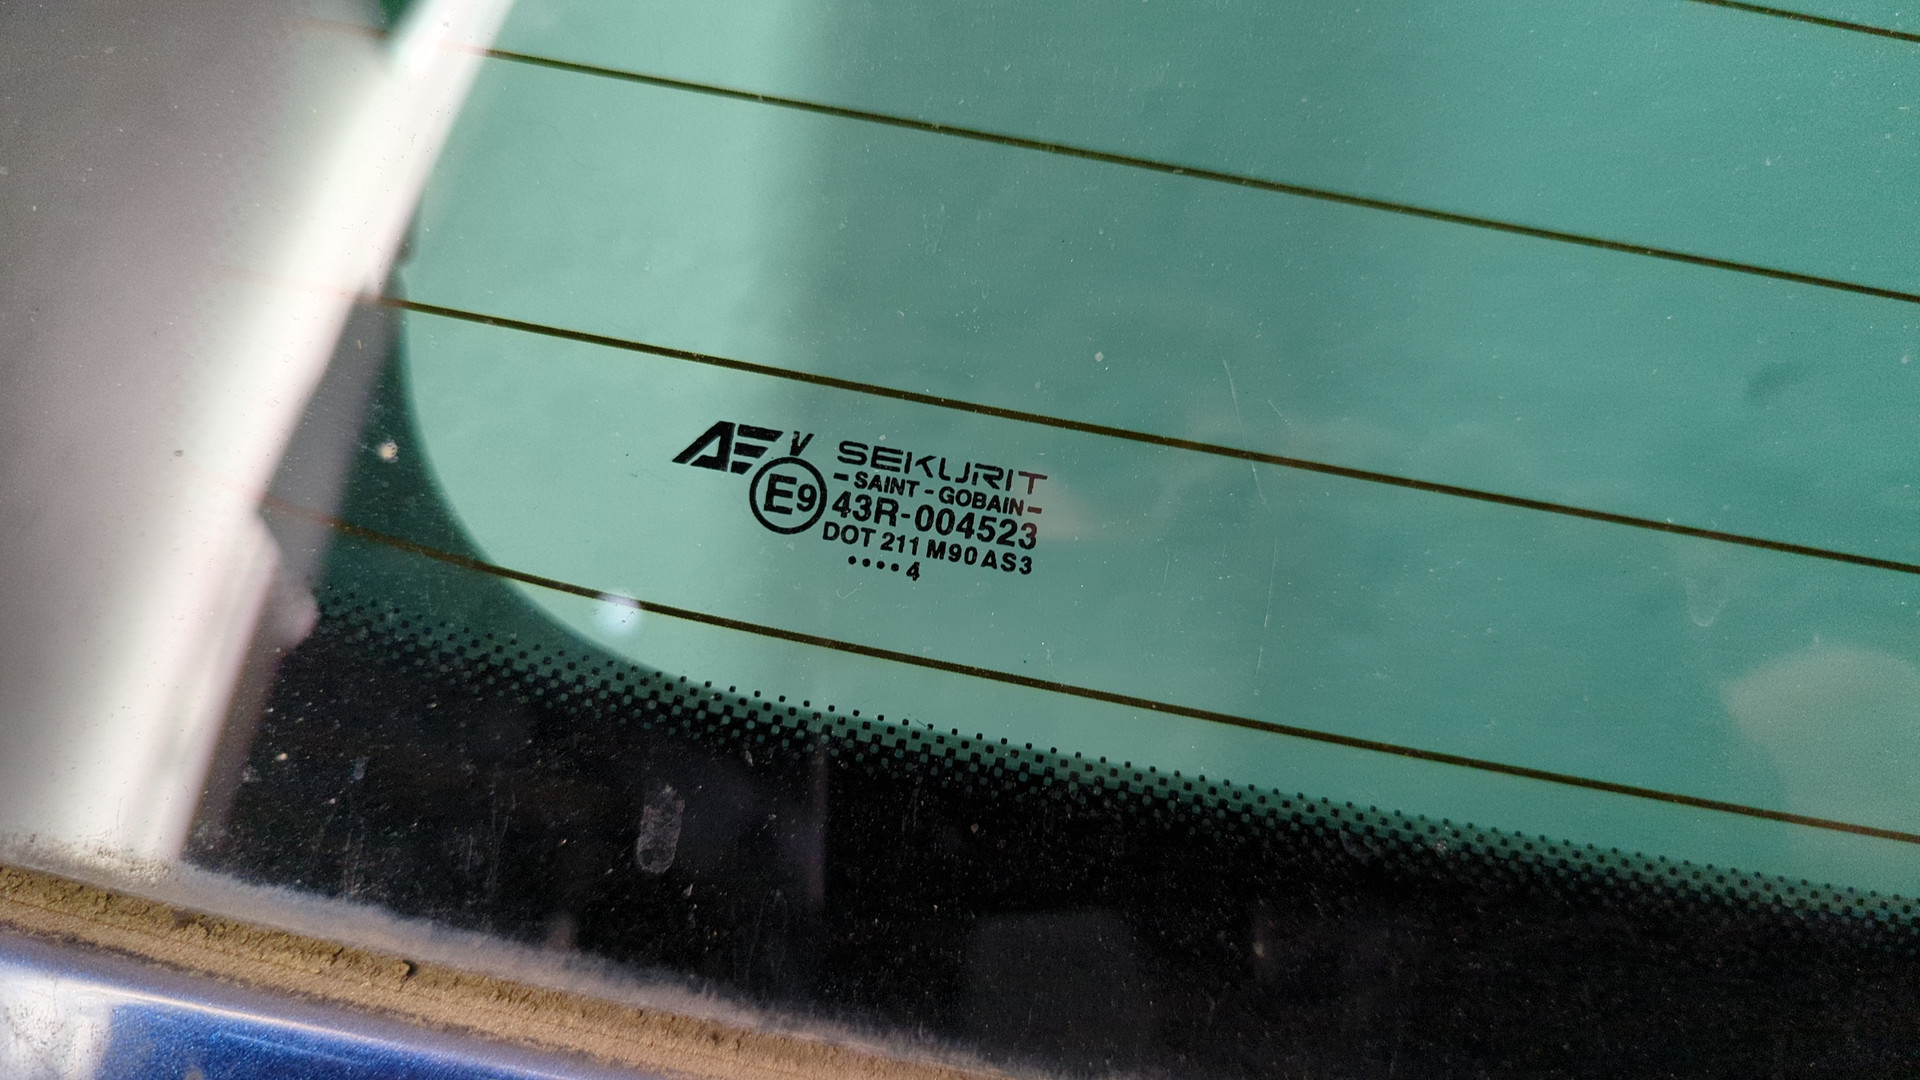 AE V SEKURIT
-SAINT-GOBAIN-
E9 43R-004523
DOT 211 M90 AS3
....4